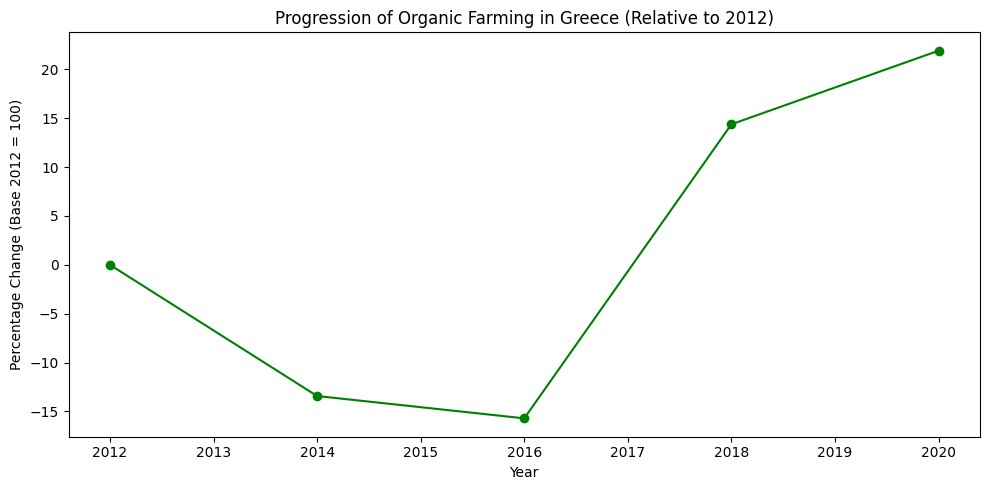 Progression of Organic Farming in Greece (Relative to 2012)
Percentage Change (Base 2012 = 100)
20
15
10
5
0
−5
−10
−15
2012 2013 2014 2015 2016 2017 2018 2019 2020
Year